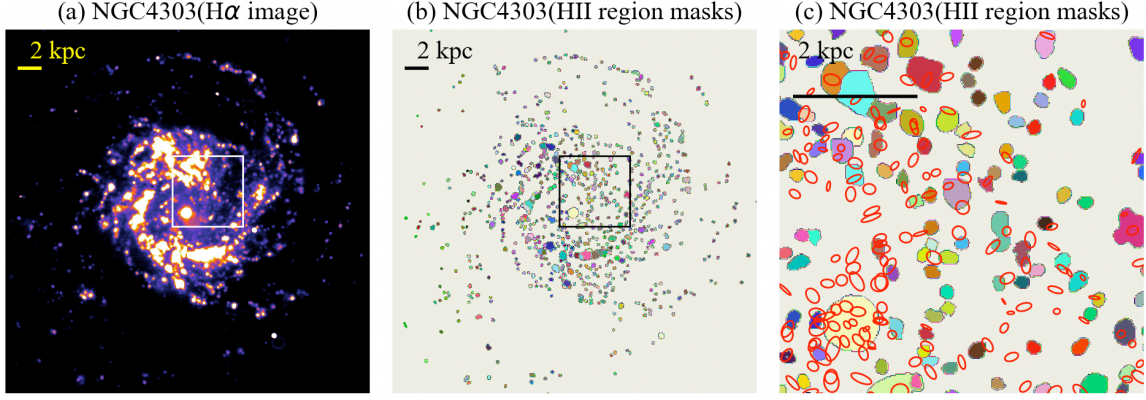 (a) NGC4303(Hα image)
(b) NGC4303(HII region masks)
(c) NGC4303(HII region masks)
2 kpc
2 kpc
2 kpc